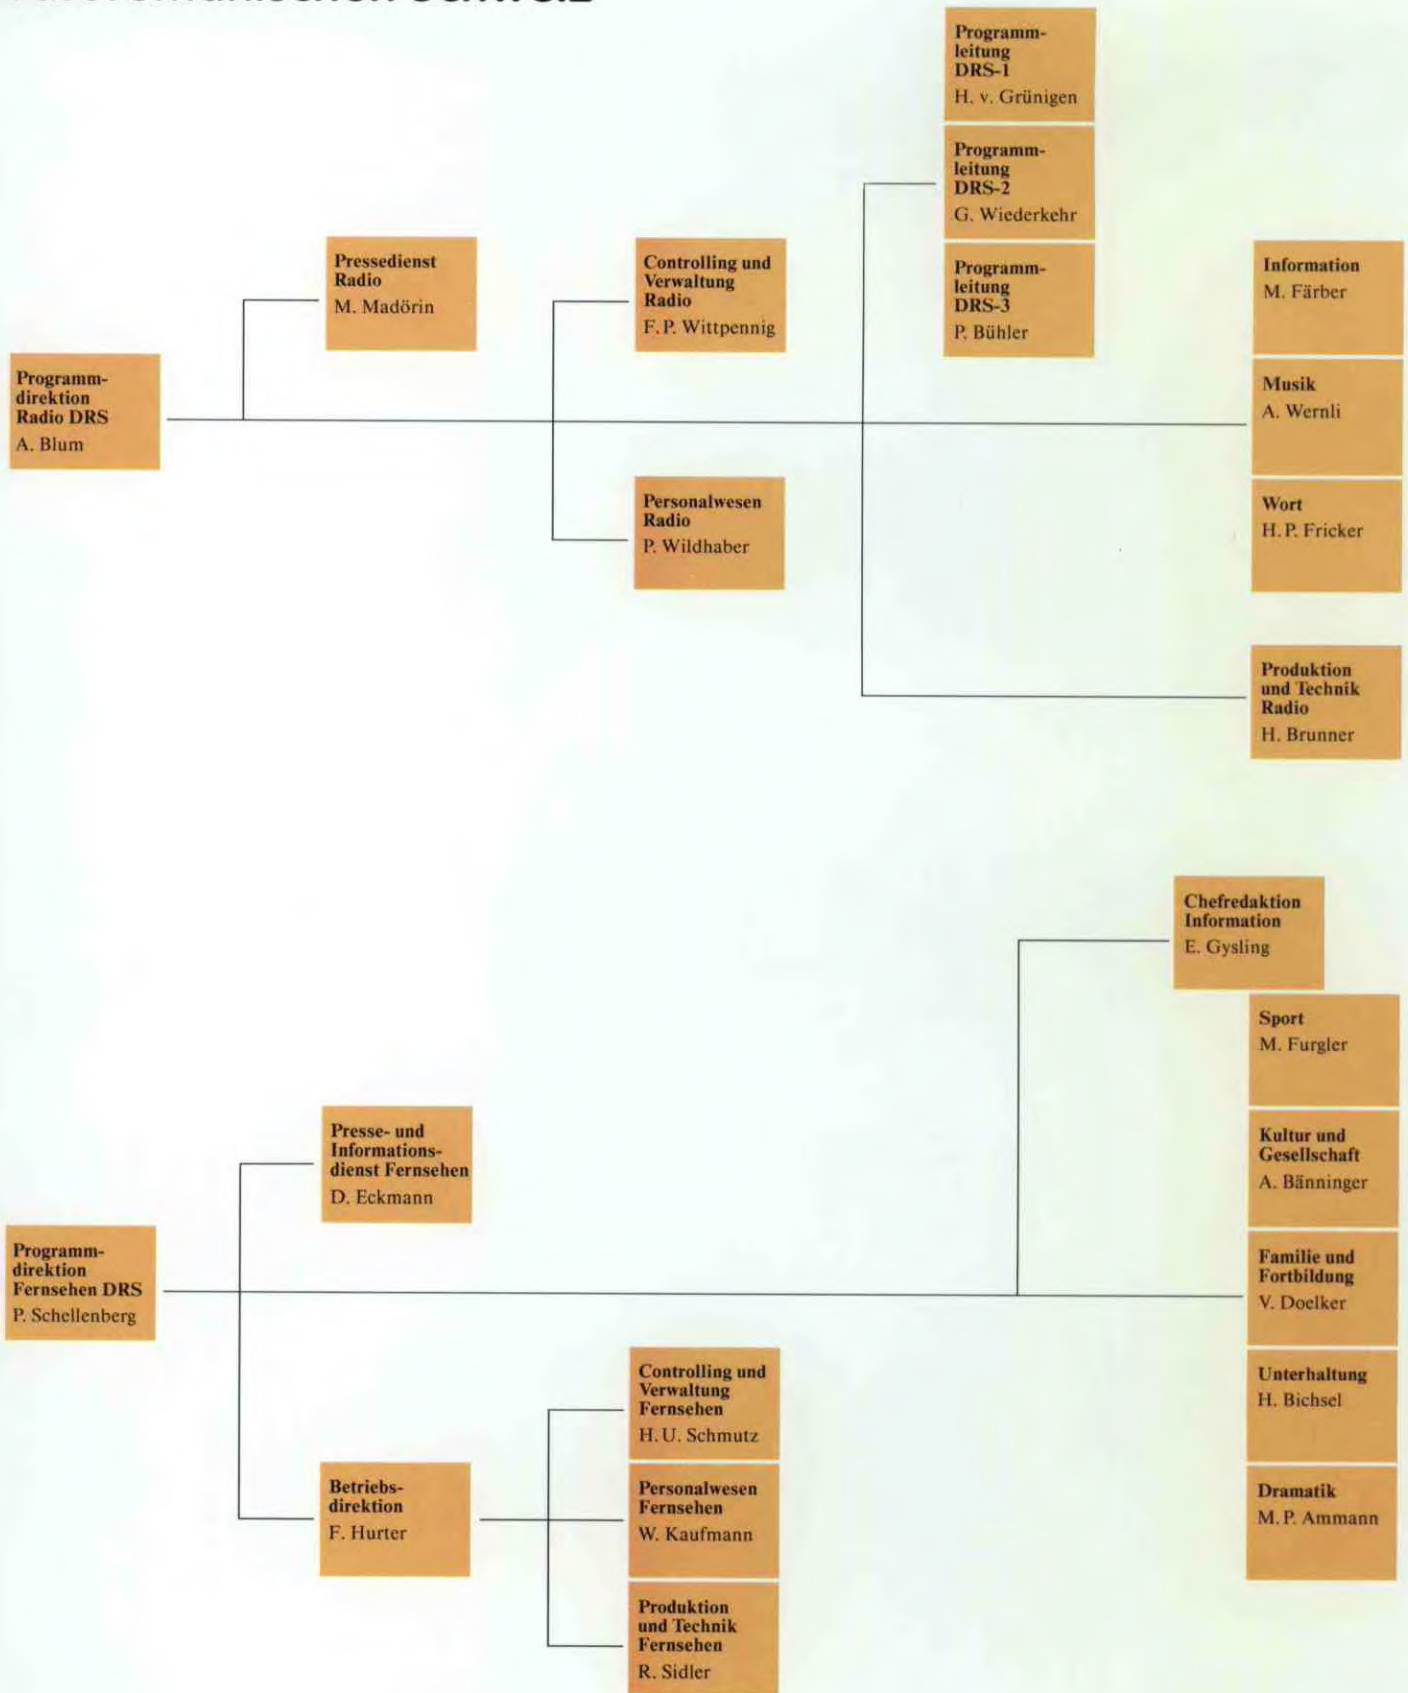 Programm-
leitung
DRS-1
H. v. Grünigen
Programm-
leitung
DRS-2
G. Wiederkehr
Programm-
leitung
DRS-3
P. Bühler
Pressedienst
Radio
M. Madörin
Controlling und
Verwaltung
Radio
F. P. Wittpennig
Information
M. Färber
Programm-
direktion
Radio DRS
A. Blum
Musik
A. Wernli
Personalwesen
Radio
P. Wildhaber
Wort
H. P. Fricker
Produktion
und Technik
Radio
H. Brunner
Chefredaktion
Information
E. Gysling
Sport
M. Furgler
Presse- und
Informations-
dienst Fernsehen
D. Eckmann
Kultur und
Gesellschaft
A. Bänninger
Programm-
direktion
Fernsehen DRS
P. Schellenberg
Familie und
Fortbildung
V. Doelker
Controlling und
Verwaltung
Fernsehen
H. U. Schmutz
Unterhaltung
H. Bichsel
Betriebs-
direktion
F. Hurter
Personalwesen
Fernsehen
W. Kaufmann
Dramatik
M. P. Ammann
Produktion
und Technik
Fernsehen
R. Sidler